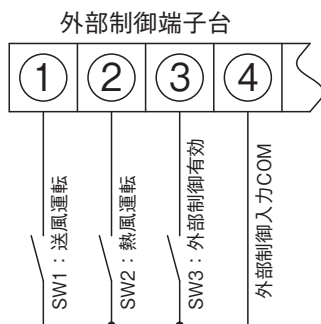 外部制御端子台
① ② ③ ④
SW1：送風運転
SW2：熱風運転
SW3：外部制御有効
外部制御入力COM